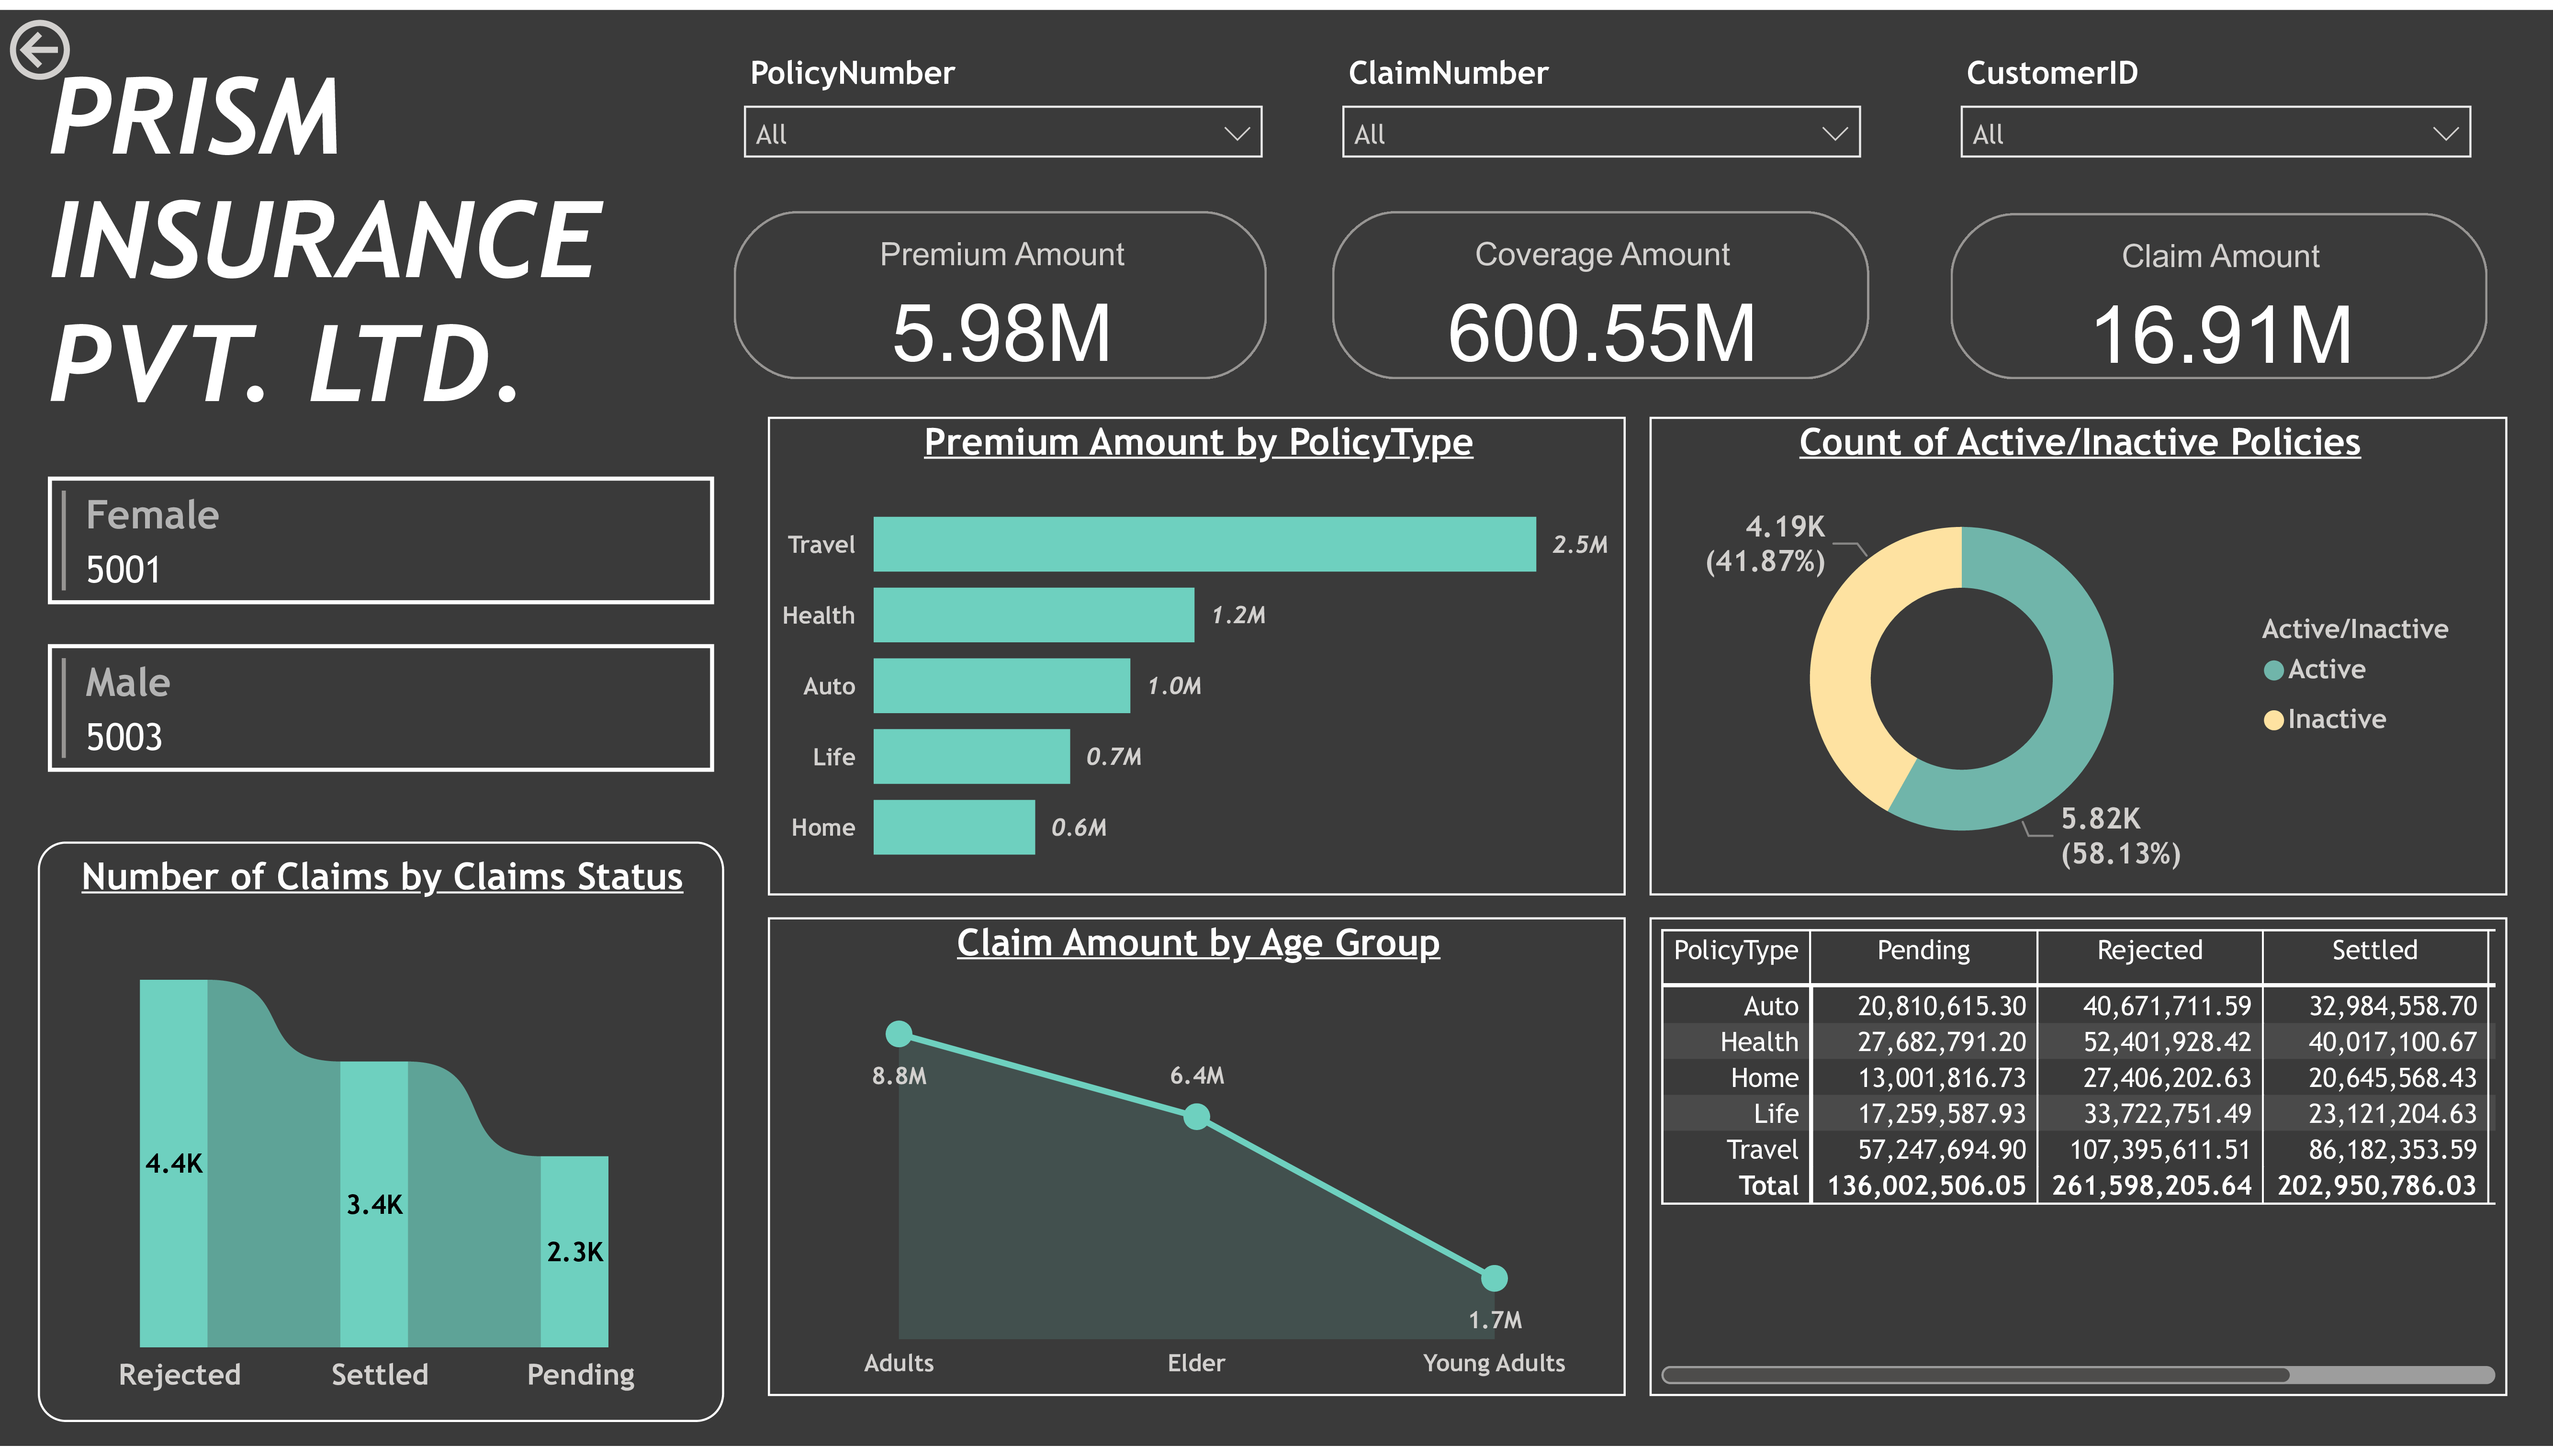 PRISM
INSURANCE
PVT. LTD.
PolicyNumber
All
ClaimNumber
All
CustomerID
All
Premium Amount
5.98M
Coverage Amount
600.55M
Claim Amount
16.91M
Female
5001
Male
5003
Number of Claims by Claims Status
4.4K
3.4K
2.3K
Rejected Settled Pending
Premium Amount by PolicyType
Travel 2.5M
Health 1.2M
Auto 1.0M
Life 0.7M
Home 0.6M
Count of Active/Inactive Policies
4.19K
(41.87%)
5.82K
(58.13%)
Active/Inactive
Active
Inactive
Claim Amount by Age Group
8.8M
6.4M
1.7M
Adults Elder Young Adults
PolicyType Pending Rejected Settled
Auto 20,810,615.30 40,671,711.59 32,984,558.70
Health 27,682,791.20 52,401,928.42 40,017,100.67
Home 13,001,816.73 27,406,202.63 20,645,568.43
Life 17,259,587.93 33,722,751.49 23,121,204.63
Travel 57,247,694.90 107,395,611.51 86,182,353.59
Total 136,002,506.05 261,598,205.64 202,950,786.03